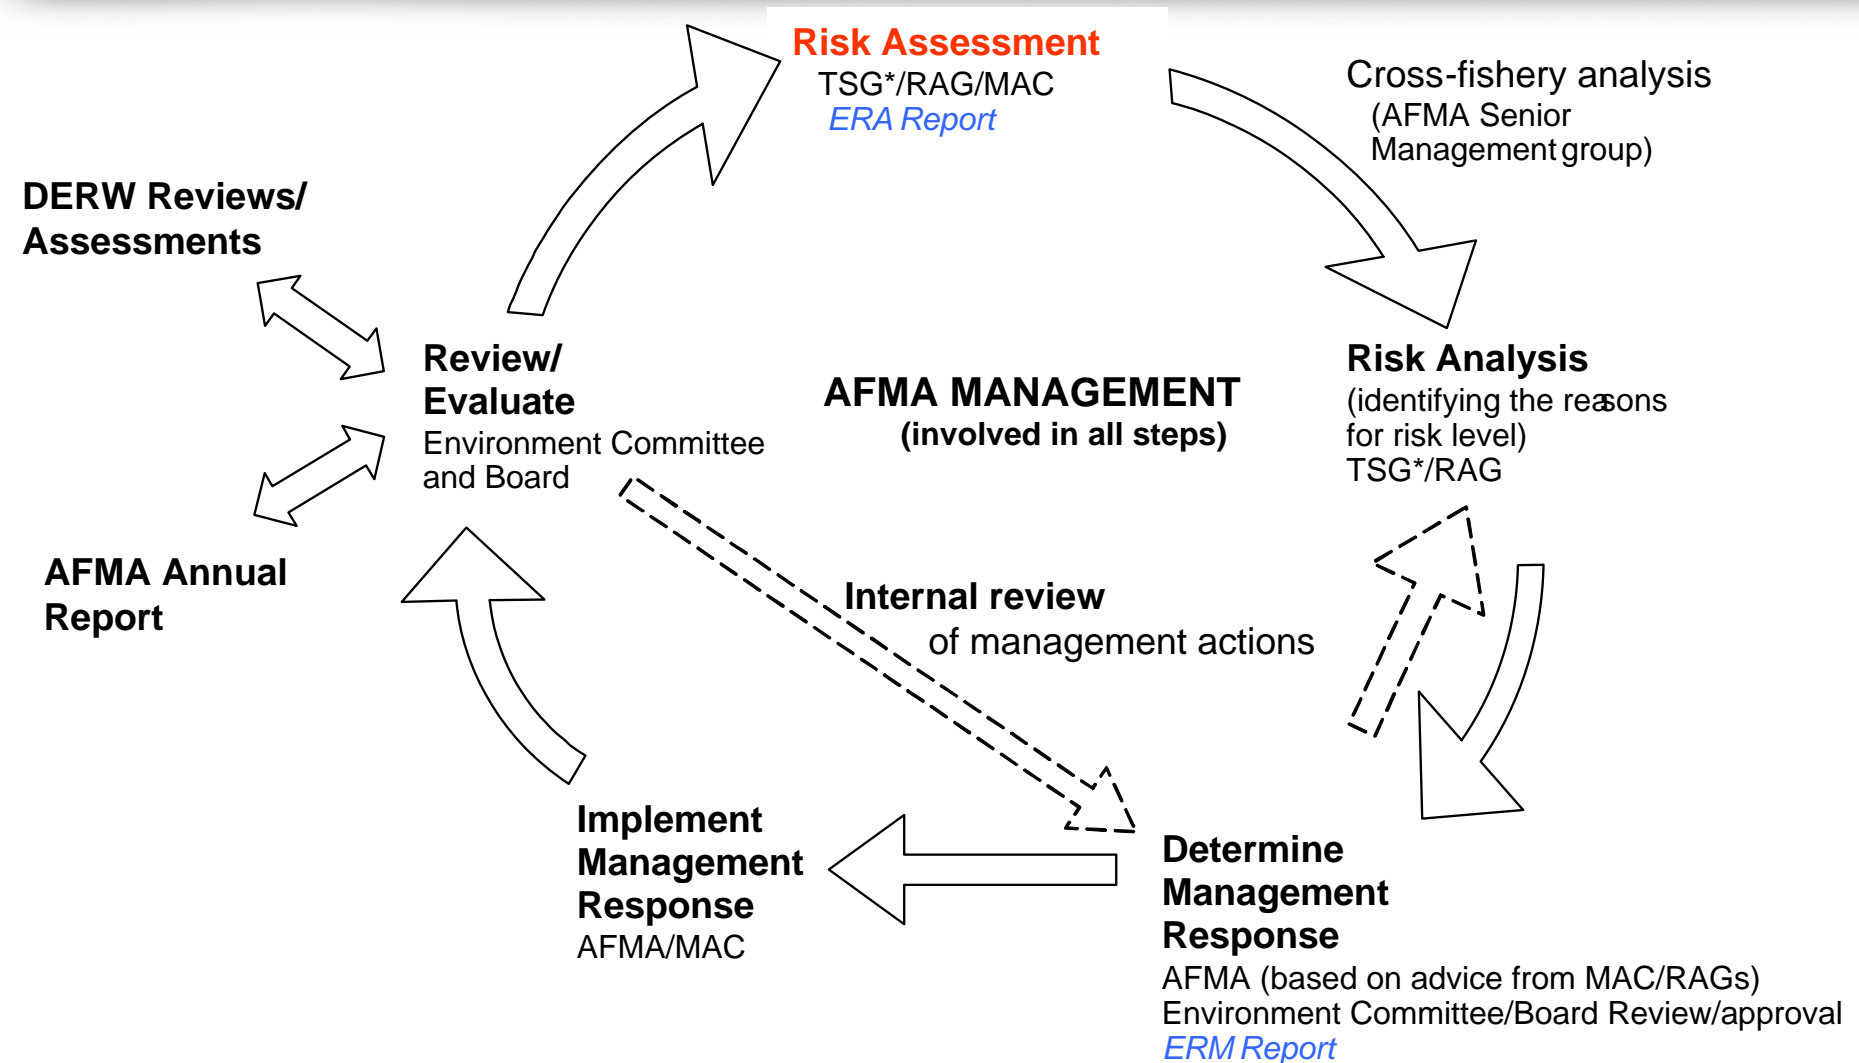 Risk Assessment
TSG*/RAG/MAC
ERA Report
Cross-fishery analysis
(AFMA Senior
Management group)
DERW Reviews/
Assessments
Review/
Evaluate
Environment Committee
and Board
AFMA MANAGEMENT
(involved in all steps)
Risk Analysis
(identifying the reasons
for risk level)
TSG*/RAG
AFMA Annual
Report
Internal review
of management actions
Implement
Management
Response
AFMA/MAC
Determine
Management
Response
AFMA (based on advice from MAC/RAGs)
Environment Committee/Board Review/approval
ERM Report